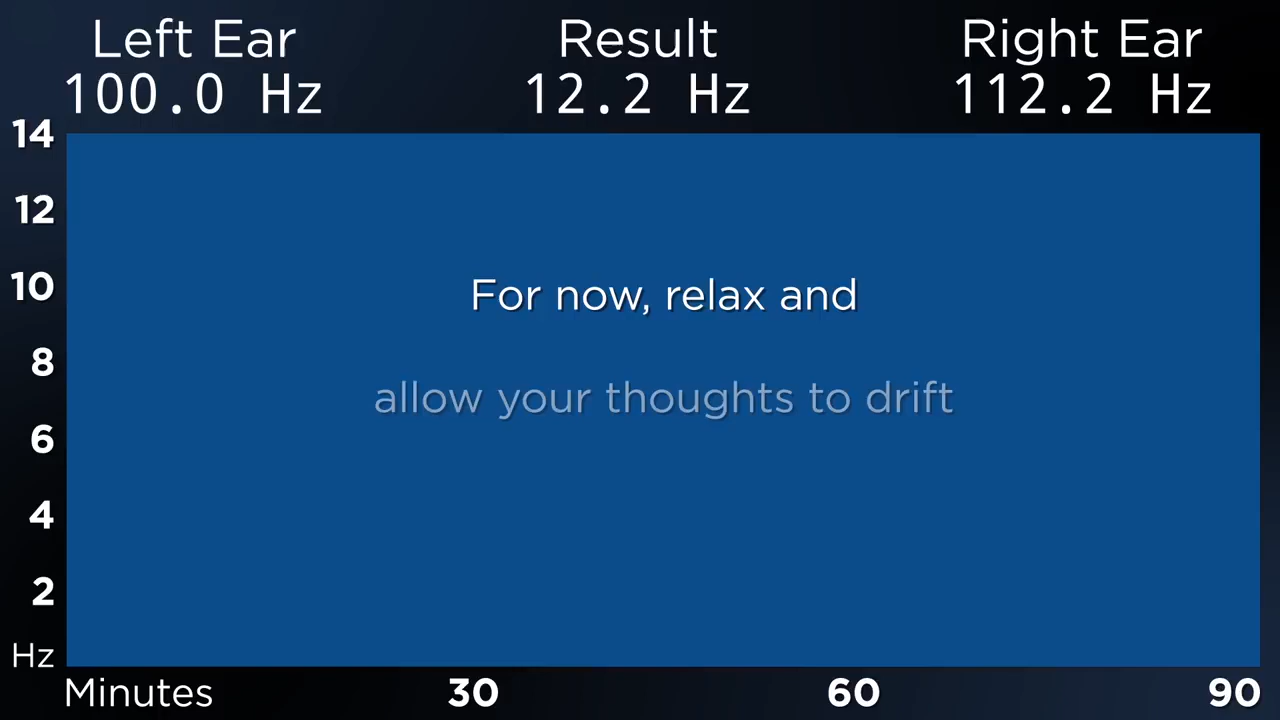 Left Ear Result Right Ear
100.0 Hz 12.2 Hz 112.2 Hz
14
12
10
For now, relax and
8
allow your thoughts to drift
6
4
2
Hz
Minutes 30 60 90